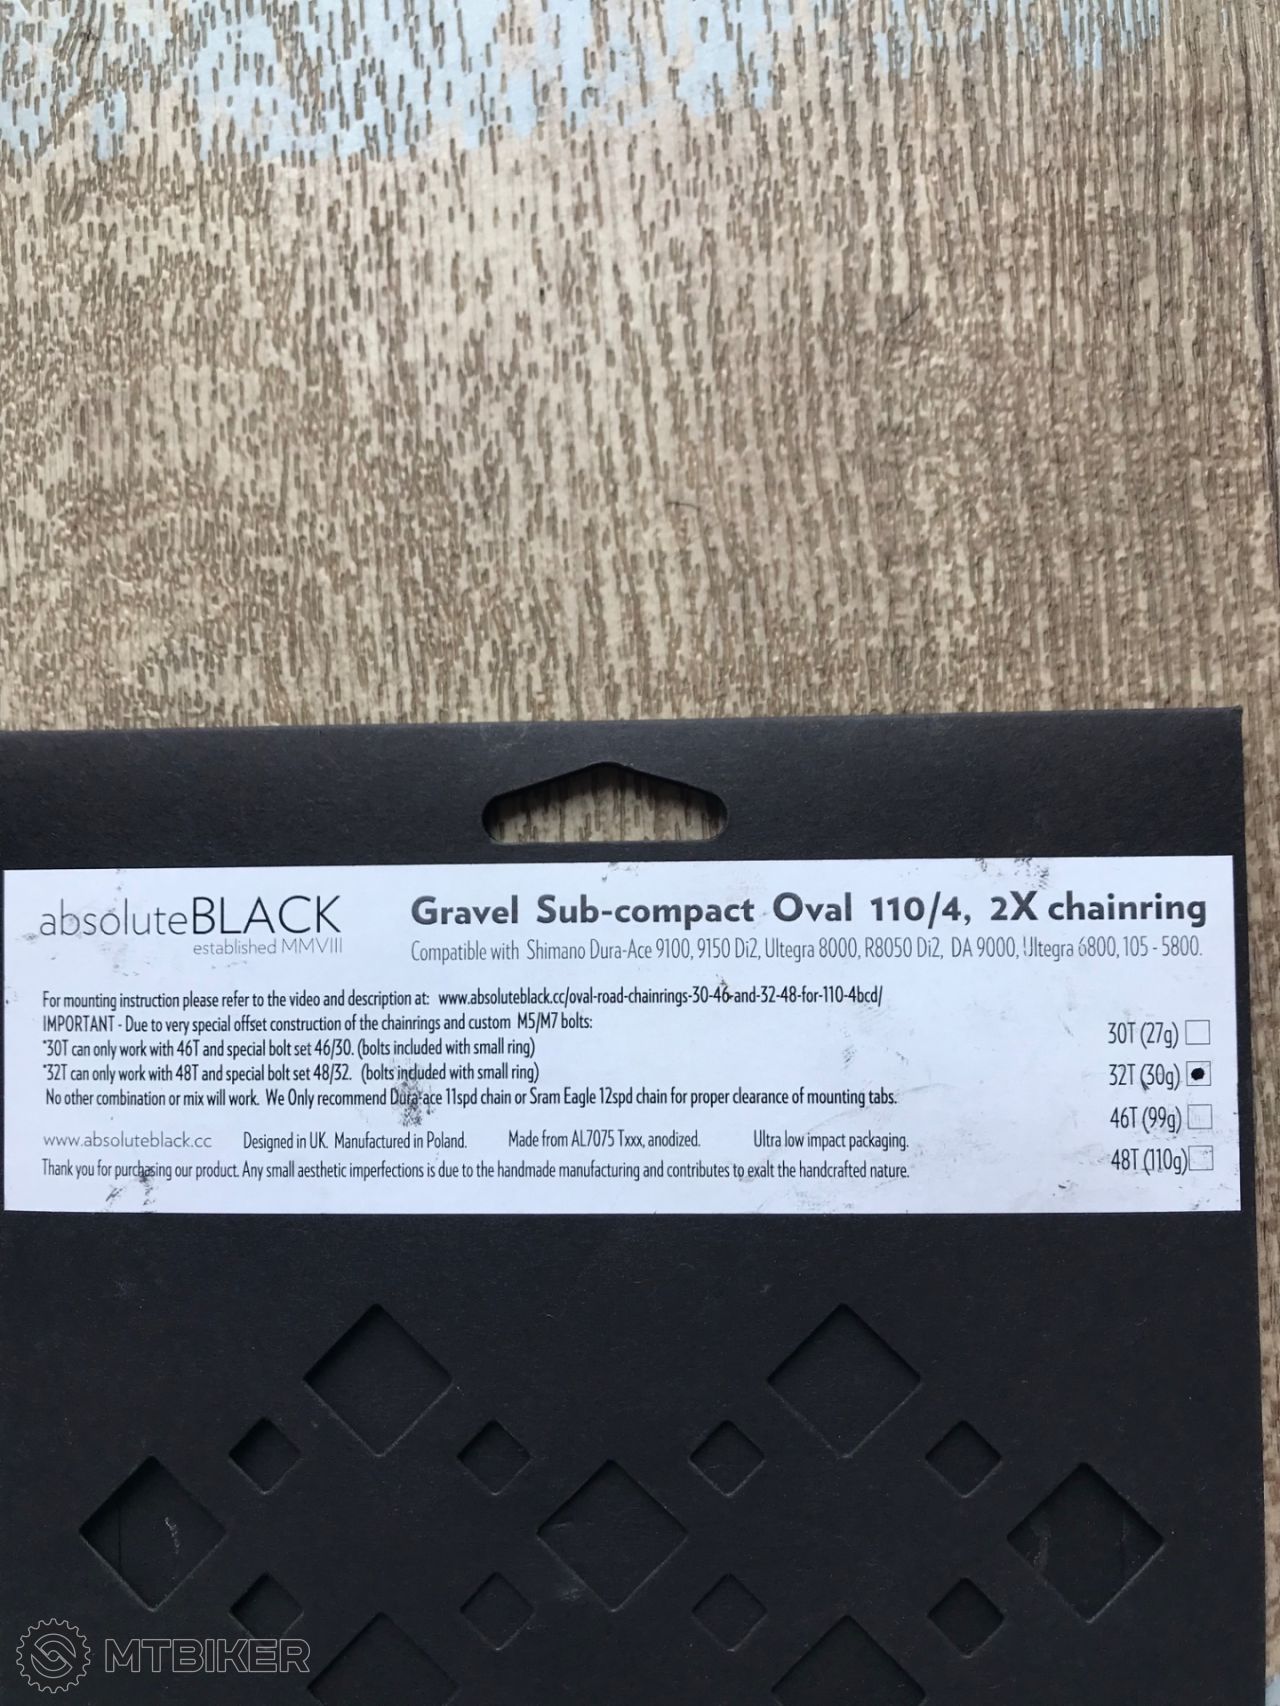 absoluteBLACK
established MMVIII
Gravel Sub-compact Oval 110/4, 2X chainring
Compatible with Shimano Dura-Ace 9100, 9150 Di2, Ultegra 8000, R8050 Di2, DA 9000, Ultegra 6800, 105 - 5800.
For mounting instruction please refer to the video and description at: www.absoluteblack.cc/oval-road-chainrings-30-46-and-32-48-for-110-4bcd/
IMPORTANT - Due to very special offset construction of the chainrings and custom M5/M7 bolts:
*30T can only work with 46T and special bolt set 46/30. (bolts included with small ring)
*32T can only work with 48T and special bolt set 48/32. (bolts included with small ring)
No other combination or mix will work. We Only recommend Dura-ace 11spd chain or Sram Eagle 12spd chain for proper clearance of mounting tabs.
www.absoluteblack.cc Designed in UK. Manufactured in Poland. Made from AL7075 Txxx, anodized. Ultra low impact packaging.
Thank you for purchasing our product. Any small aesthetic imperfections is due to the handmade manufacturing and contributes to exalt the handcrafted nature.
30T (27g)
32T (30g)
46T (99g)
48T (110g)
MTBIKER